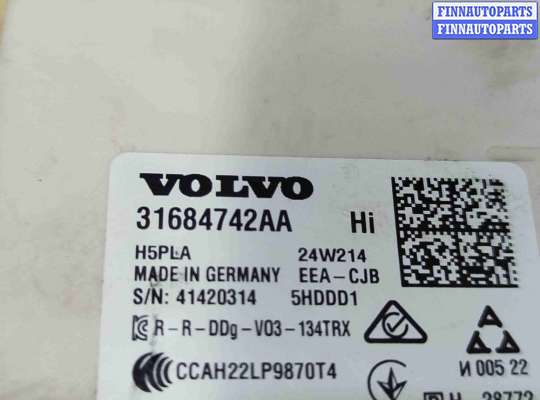 FINNAUTOPARTS
FINNAUTOPARTS
VOLVO
31684742AA Hi
H5PLA 24W214
MADE IN GERMANY EEA-CJB
S/N: 41420314 5HDDD1
R-R-DDg-V03-134TRX
CCAH22LP9870T4
И 005 22